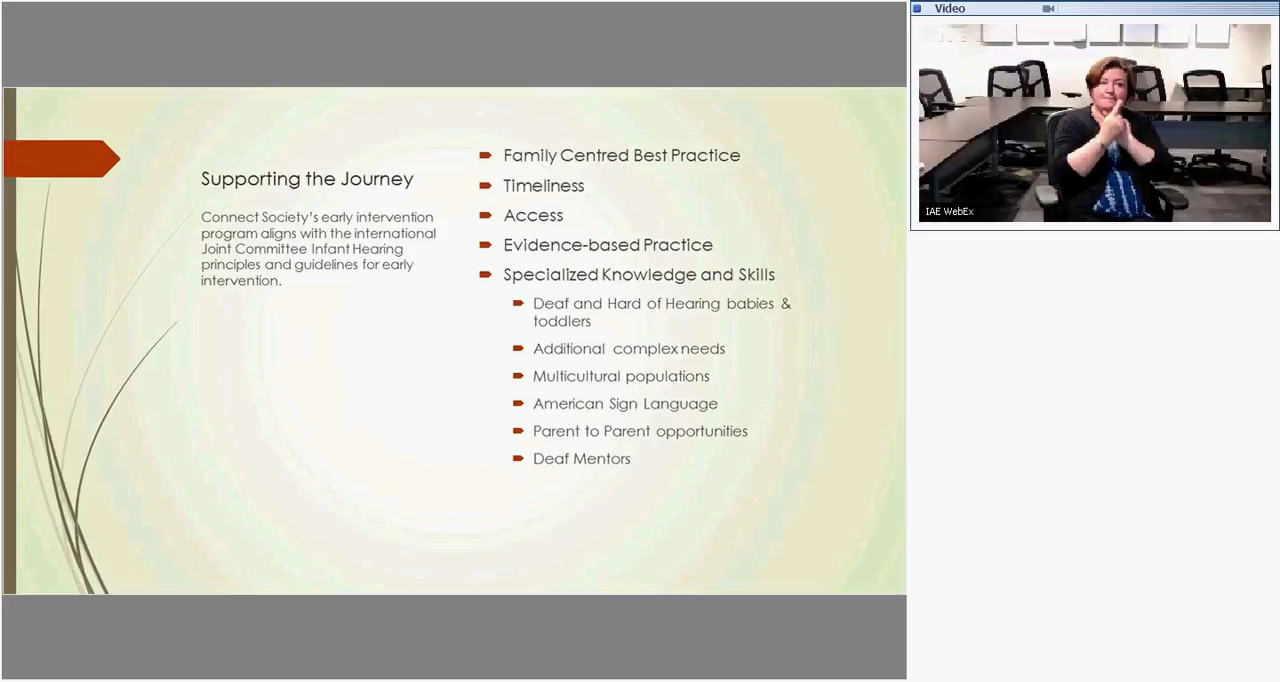 Supporting the Journey
Connect Society's early intervention
program aligns with the international
Joint Committee Infant Hearing
principles and guidelines for early
intervention.
Family Centred Best Practice
Timeliness
Access
Evidence-based Practice
Specialized Knowledge and Skills
Deaf and Hard of Hearing babies &
toddlers
Additional complex needs
Multicultural populations
American Sign Language
Parent to Parent opportunities
Deaf Mentors
Video
IAE WebEx